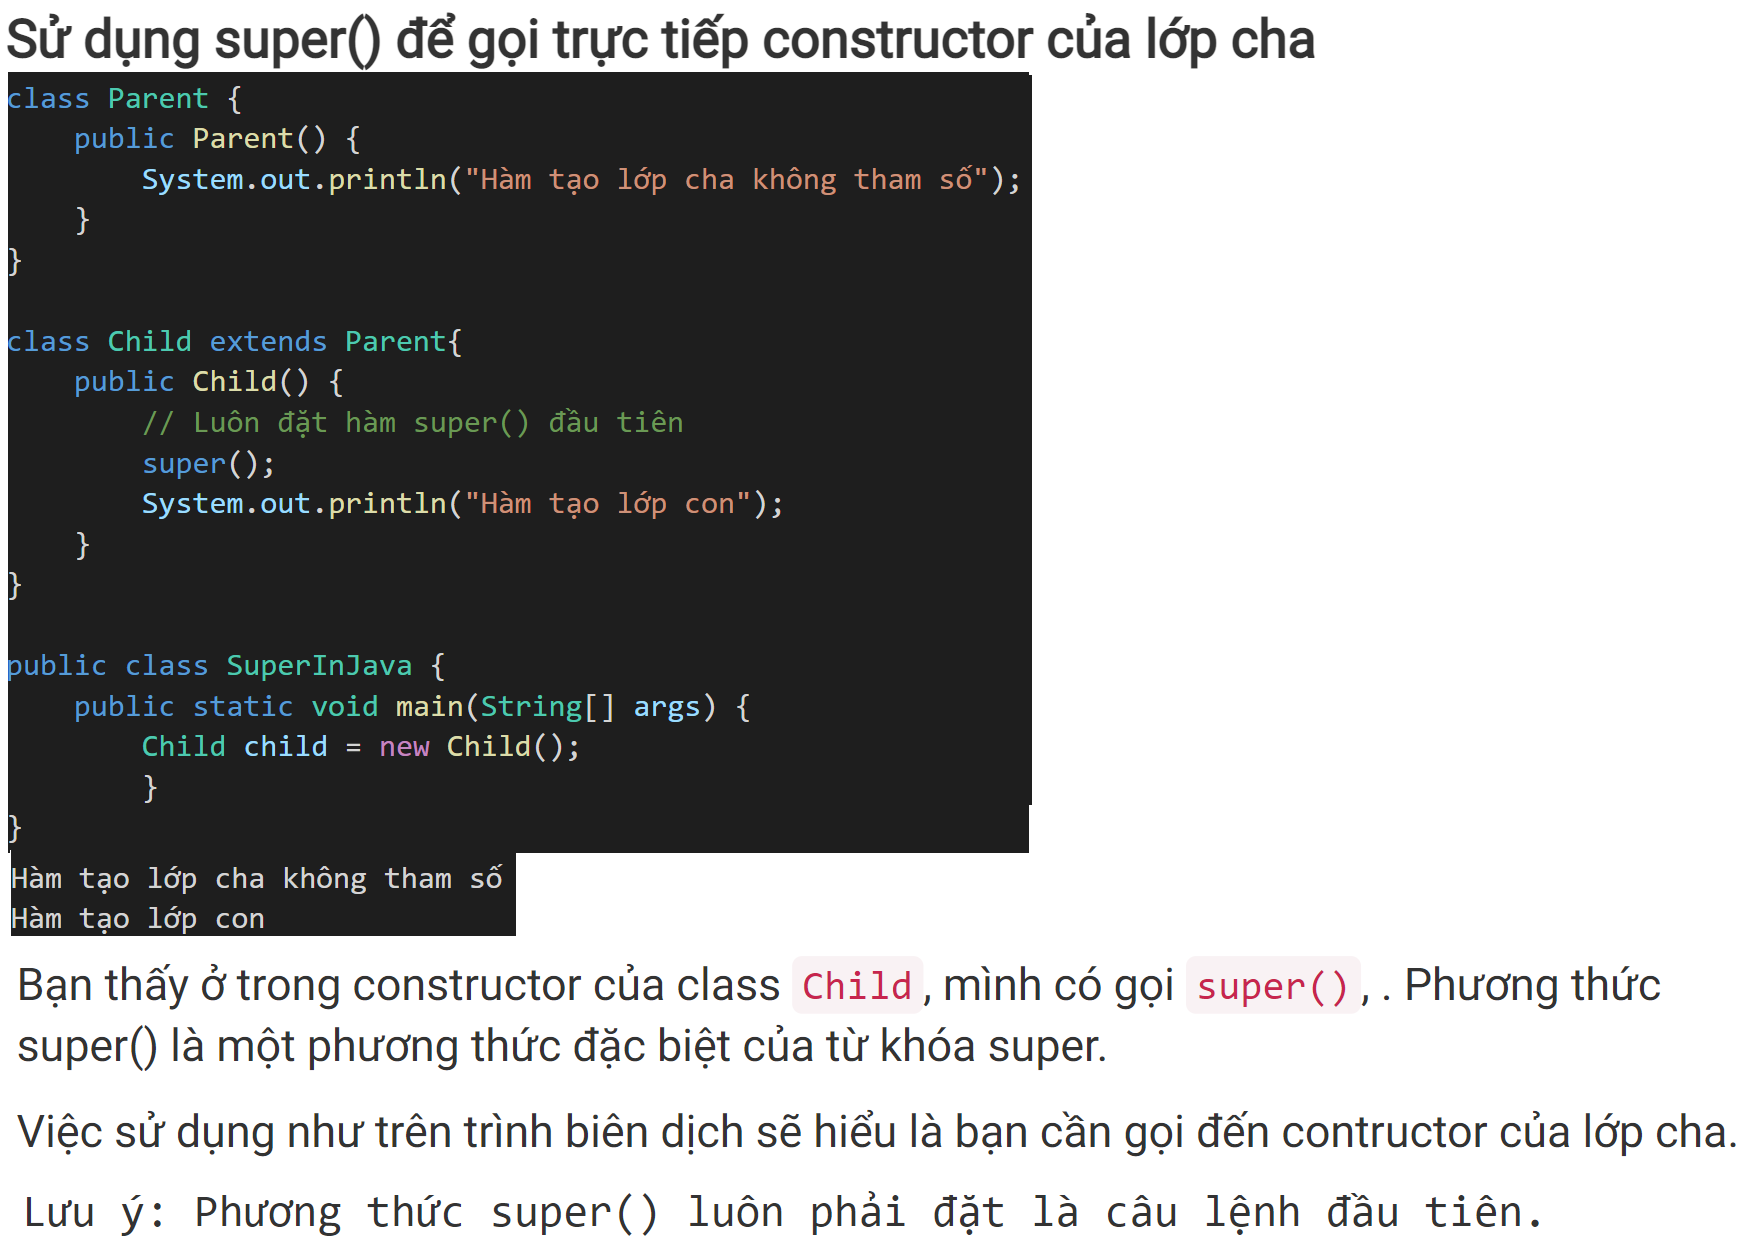 Sử dụng super() để gọi trực tiếp constructor của lớp cha
class Parent {
    public Parent() {
        System.out.println("Hàm tạo lớp cha không tham số");
    }
}

class Child extends Parent{
    public Child() {
        // Luôn đặt hàm super() đầu tiên
        super();
        System.out.println("Hàm tạo lớp con");
    }
}

public class SuperInJava {
    public static void main(String[] args) {
        Child child = new Child();
        }
}
Hàm tạo lớp cha không tham số
Hàm tạo lớp con
Bạn thấy ở trong constructor của class Child, mình có gọi super(), . Phương thức
super() là một phương thức đặc biệt của từ khóa super.
Việc sử dụng như trên trình biên dịch sẽ hiểu là bạn cần gọi đến contructor của lớp cha.
Lưu ý: Phương thức super() luôn phải đặt là câu lệnh đầu tiên.